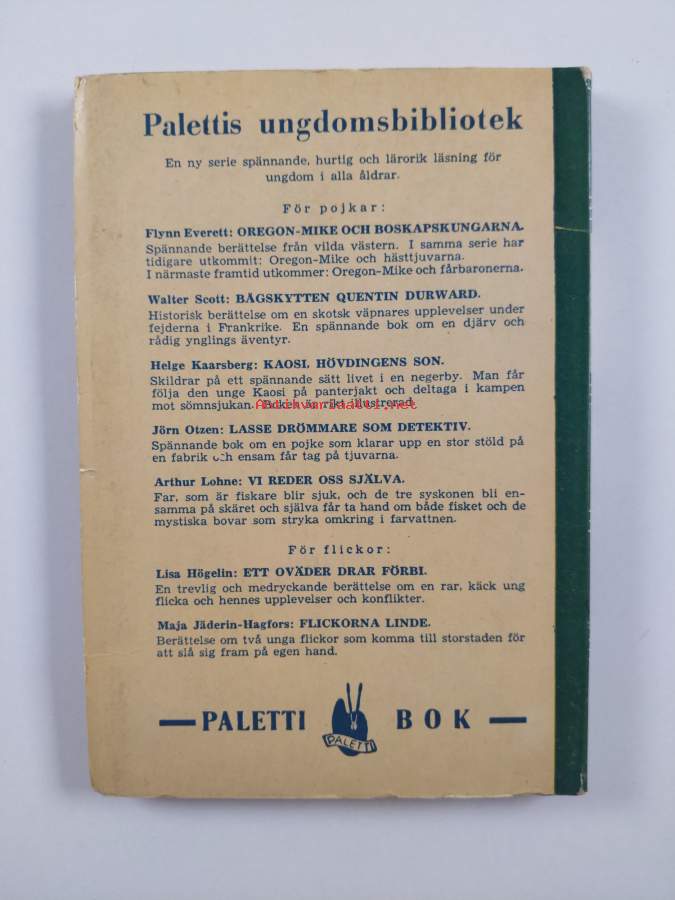 Palettis ungdomsbibliotek
En ny serie spännande, hurtig och lärorik läsning för
ungdom i alla åldrar.
För pojkar:
Flynn Everett: OREGON-MIKE OCH BOSKAPSKUNGARNA.
Spännande berättelse från vilda västern. I samma serie har
tidigare utkommit: Oregon-Mike och hästtjuvarna.
I närmaste framtid utkommer: Oregon-Mike och fårbaronerna.
Walter Scott: BÅGSKYTTEN QUENTIN DURWARD.
Historisk berättelse om en skotsk väpnares upplevelser under
fejderna i Frankrike. En spännande bok om en djärv och
rådig ynglings äventyr.
Helge Kaarsberg: KAOSI, HÖVDINGENS SON.
Skildrar på ett spännande sätt livet i en negerby. Man får
följa den unge Kaosi på panterjakt och deltaga i kampen
mot sömnsjukan. Boken är rikt illustrerad.
Antikvariaatti.net
Jörn Otzen: LASSE DRÖMMARE SOM DETEKTIV.
Spännande bok om en pojke som klarar upp en stor stöld på
en fabrik och ensam får tag på tjuvarna.
Arthur Lohne: VI REDER OSS SJÄLVA.
Far, som är fiskare blir sjuk, och de tre syskonen bli en-
samma på skäret och själva får ta hand om både fisket och de
mystiska bovar som stryka omkring i farvattnen.
För flickor:
Lisa Högelin: ETT OVÄDER DRAR FÖRBI.
En trevlig och medryckande berättelse om en rar, käck ung
flicka och hennes upplevelser och konflikter.
Maja Jäderin-Hagfors: FLICKORNA LINDE.
Berättelse om två unga flickor som komma till storstaden för
att slå sig fram på egen hand.
— PALETTI PALETTI BOK —